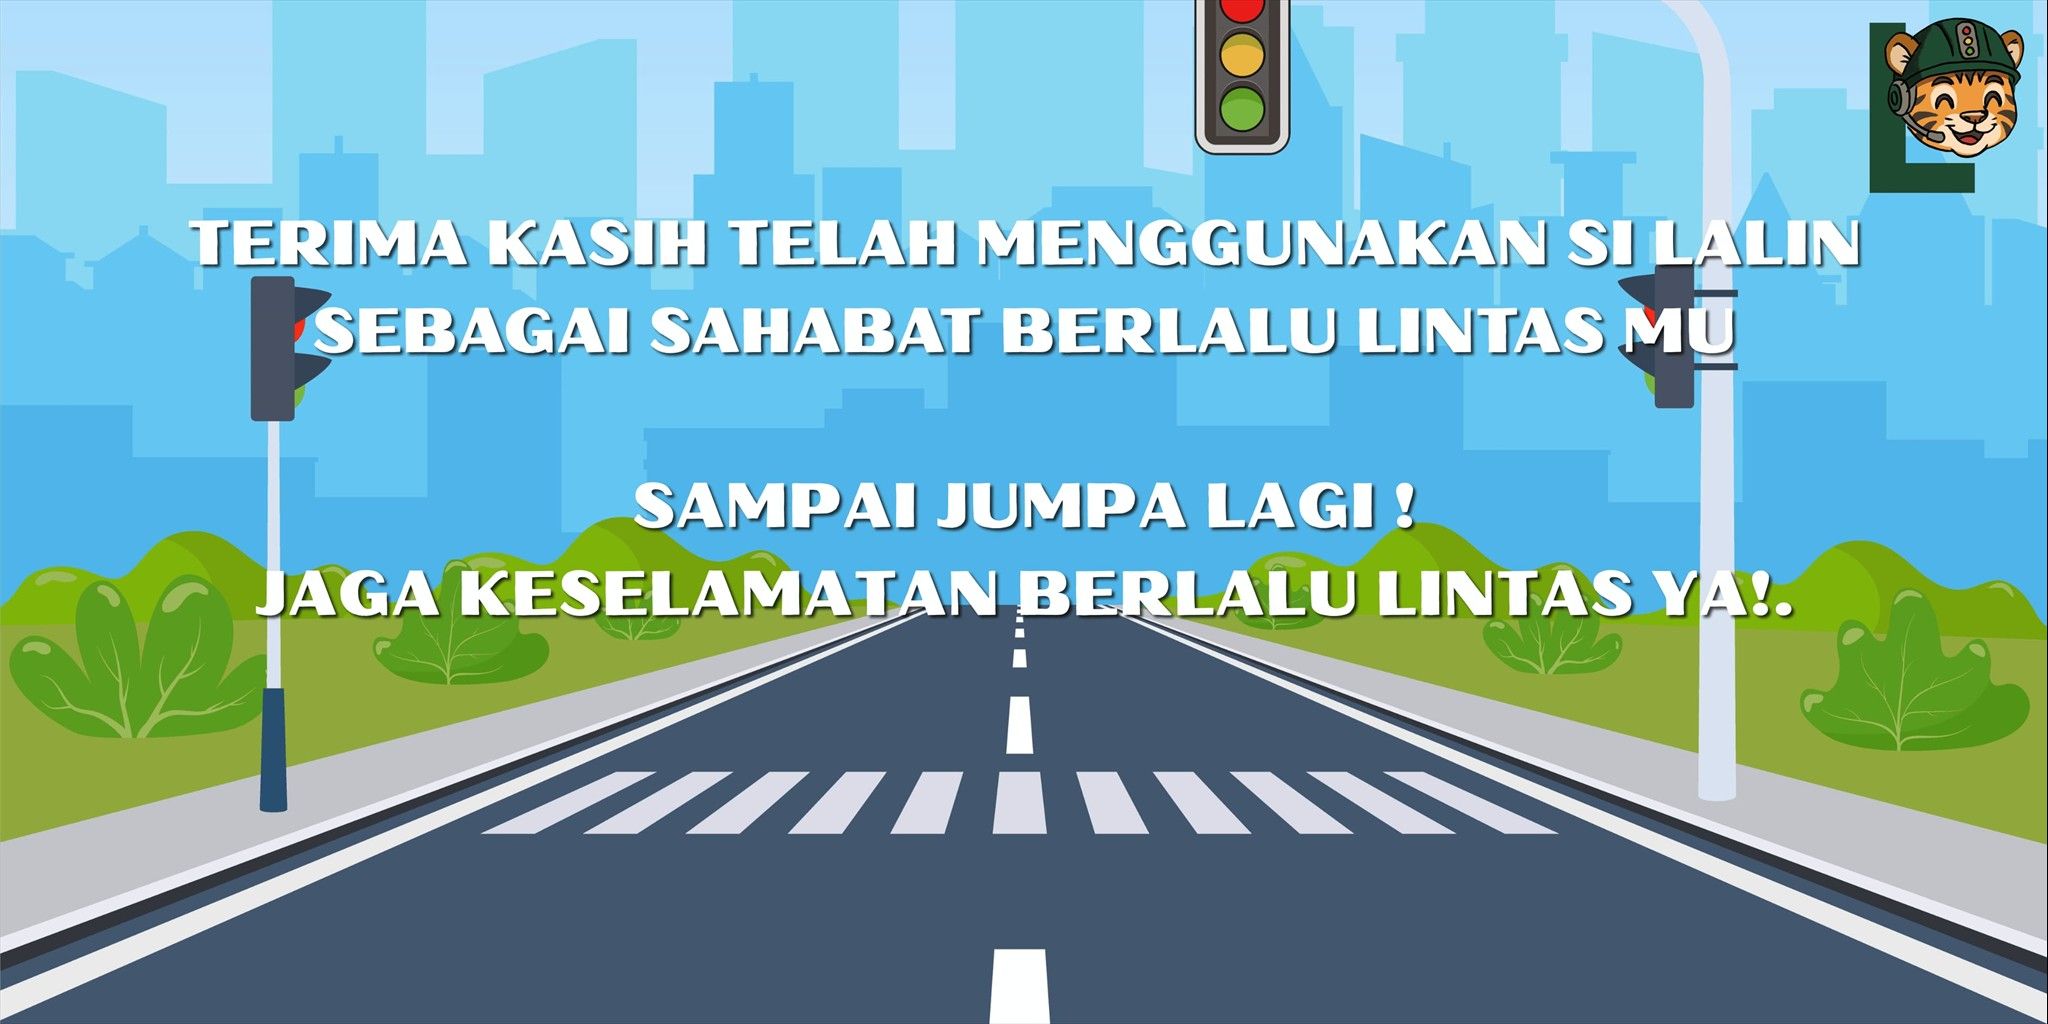 TERIMA KASIH TELAH MENGGUNAKAN SI LALIN
SEBAGAI SAHABAT BERLALU LINTAS MU
SAMPAI JUMPA LAGI !
JAGA KESELAMATAN BERLALU LINTAS YA!.
L